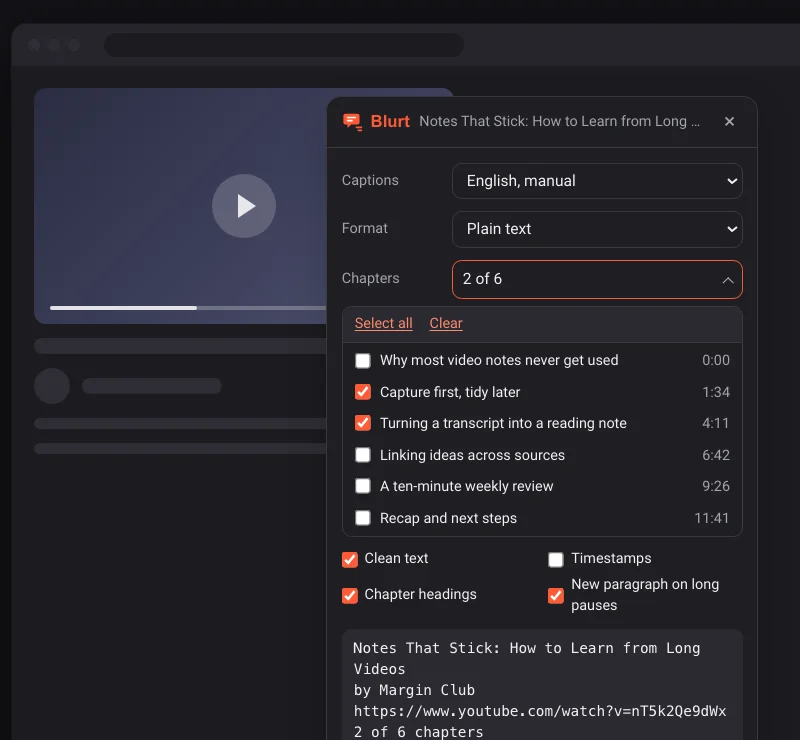 Blurt Notes That Stick: How to Learn from Long ...
Captions English, manual
Format Plain text
Chapters 2 of 6
Select all Clear
Why most video notes never get used 0:00
Capture first, tidy later 1:34
Turning a transcript into a reading note 4:11
Linking ideas across sources 6:42
A ten-minute weekly review 9:26
Recap and next steps 11:41
Clean text Timestamps
Chapter headings New paragraph on long
pauses
Notes That Stick: How to Learn from Long
Videos
by Margin Club
https://www.youtube.com/watch?v=nT5k2Qe9dWx
2 of 6 chapters